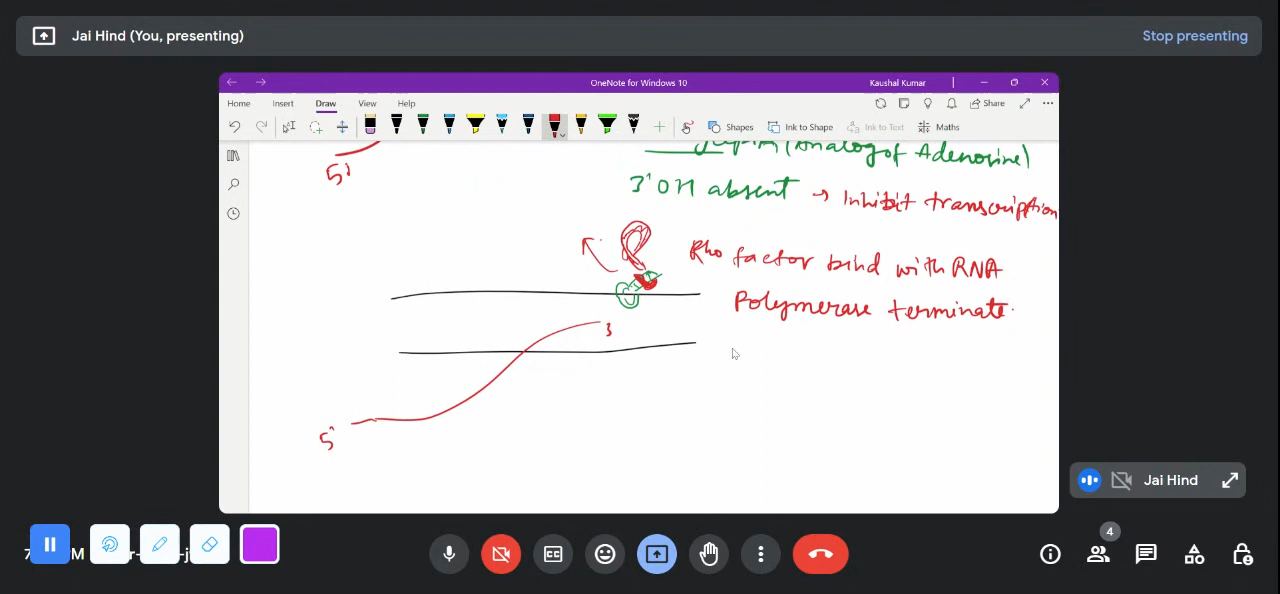 Jai Hind (You, presenting)
Stop presenting
OneNote for Windows 10
Kaushal Kumar
Home Insert Draw View Help
Share
Shapes Ink to Shape Ink to Text Maths
(Analog of Adenosine)
5'
3' OH absent → Inhibit transcription
Rho factor bind with RNA
Polymerase terminate.
3
5'
Jai Hind
4